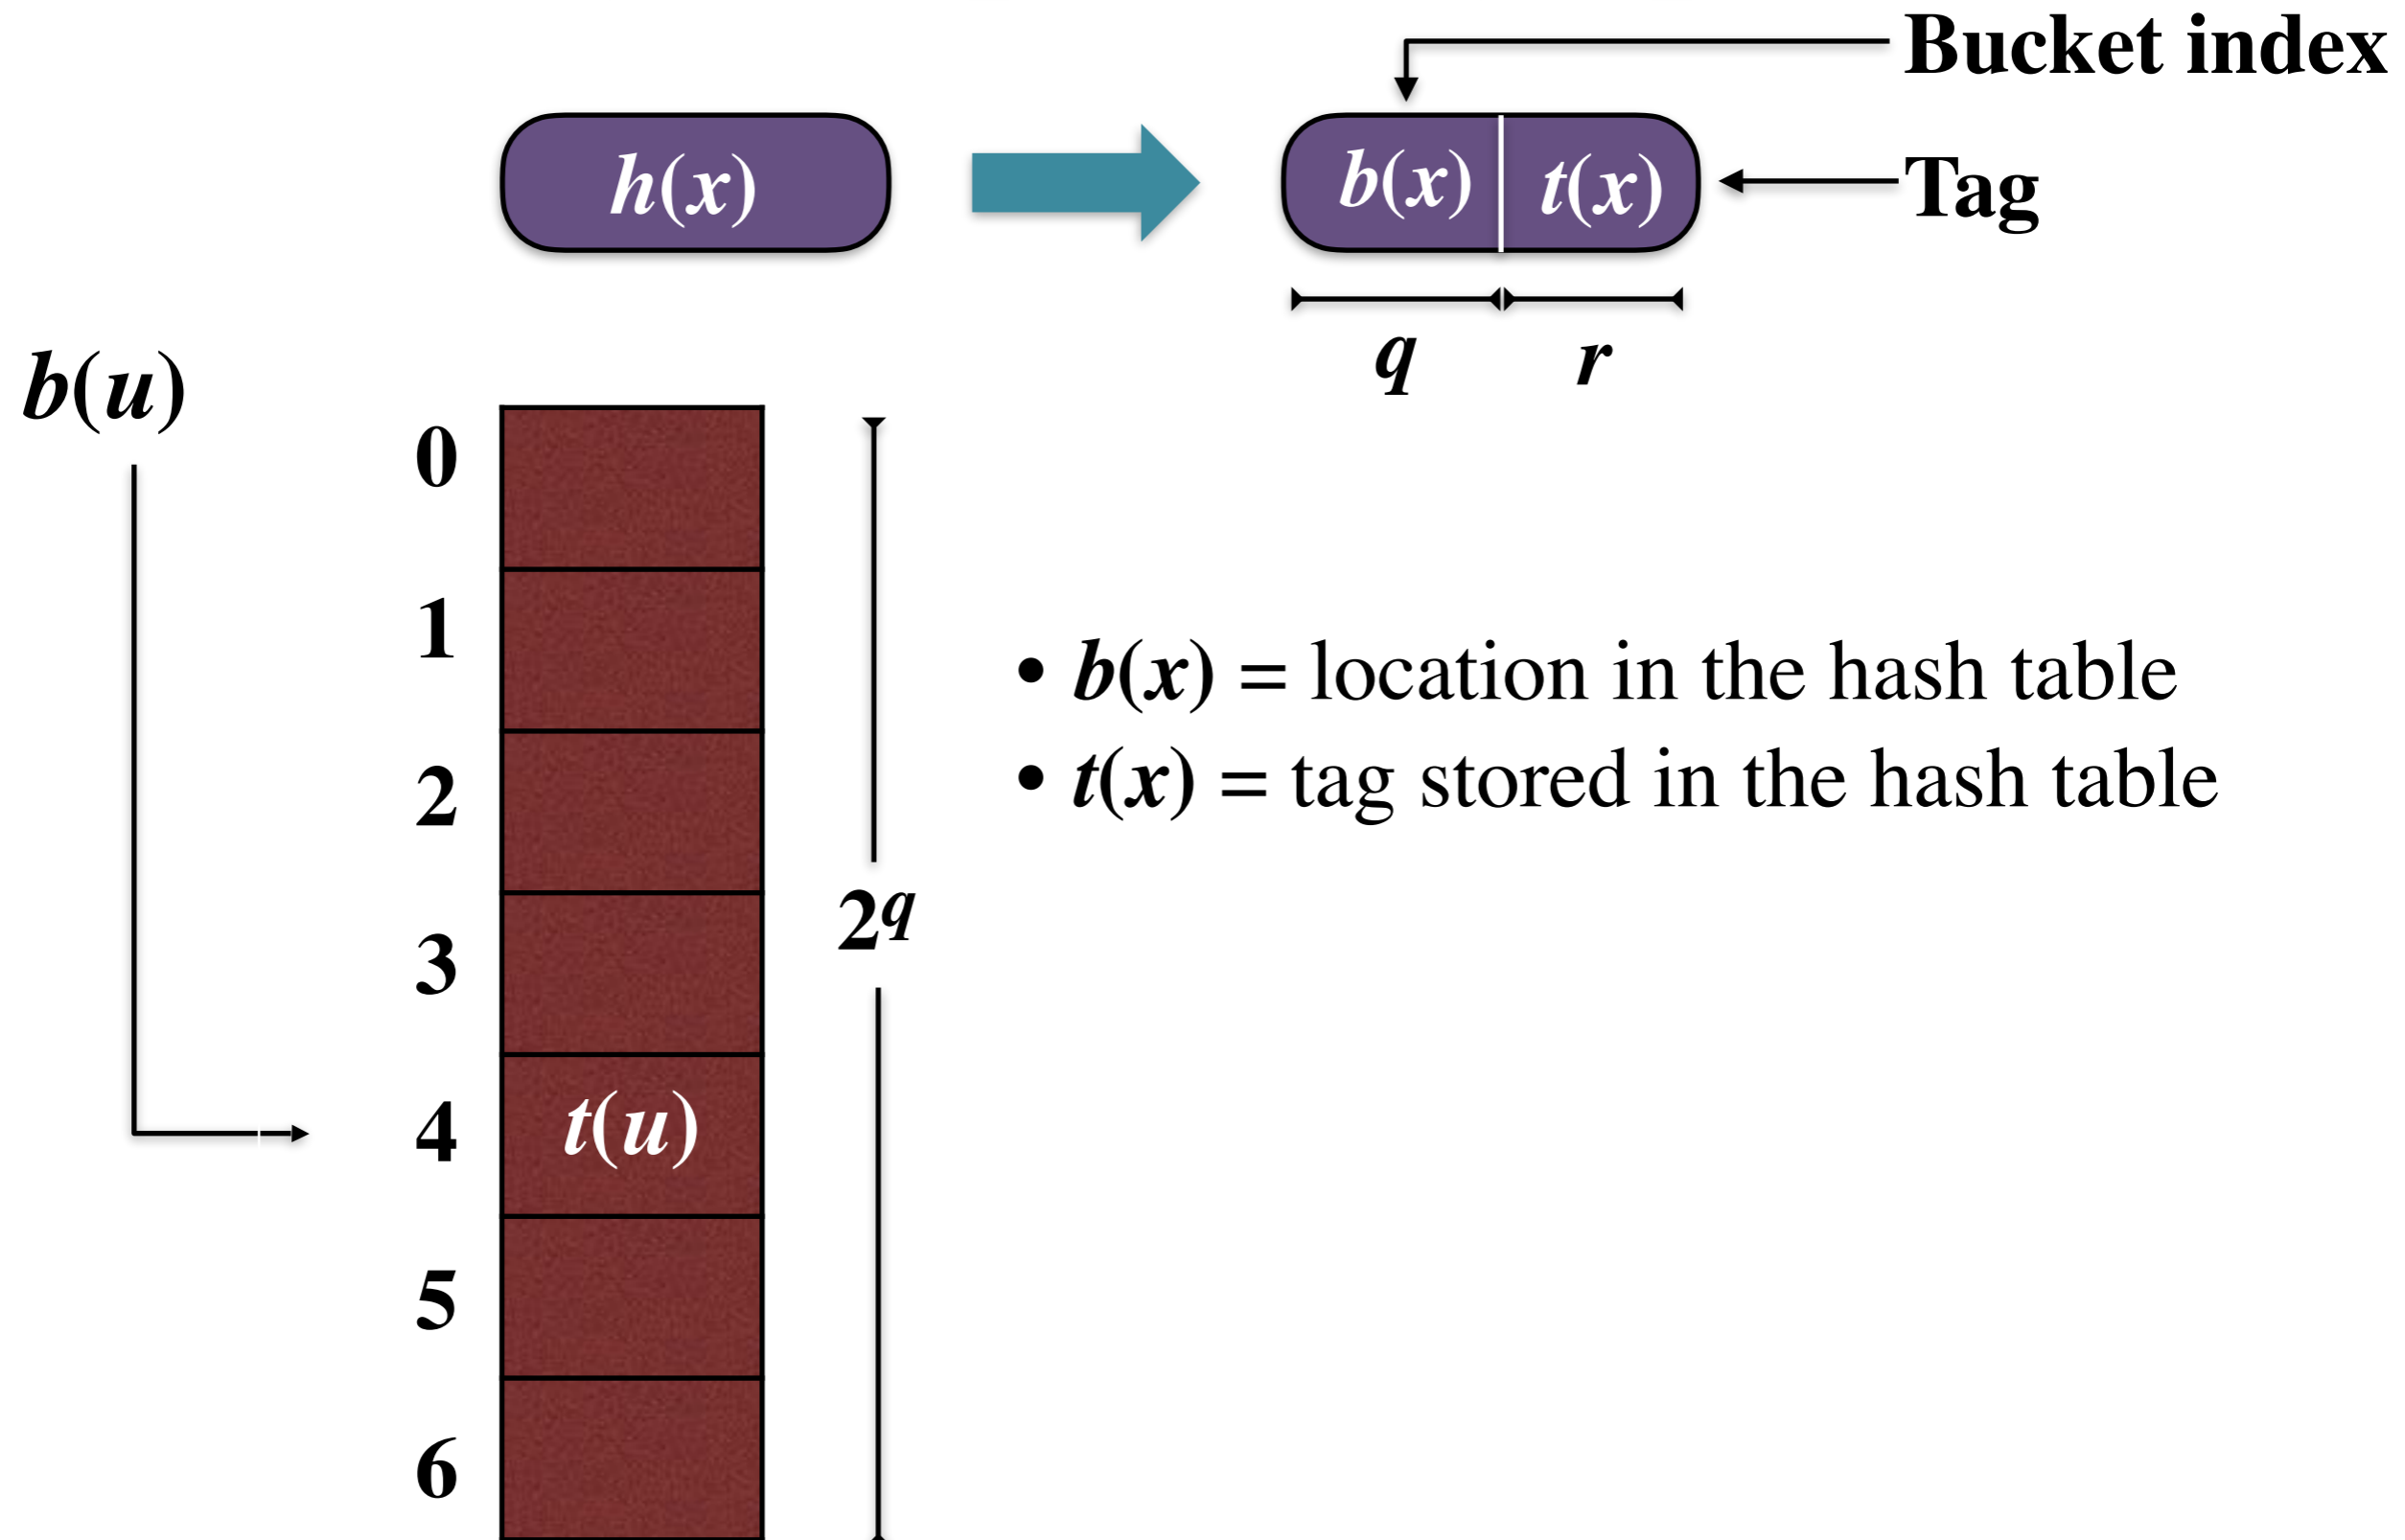 Bucket index
h(x)
b(x) t(x)
Tag
q r
b(u)
0
1
• b(x) = location in the hash table
2
• t(x) = tag stored in the hash table
2^q
3
4 t(u)
5
6